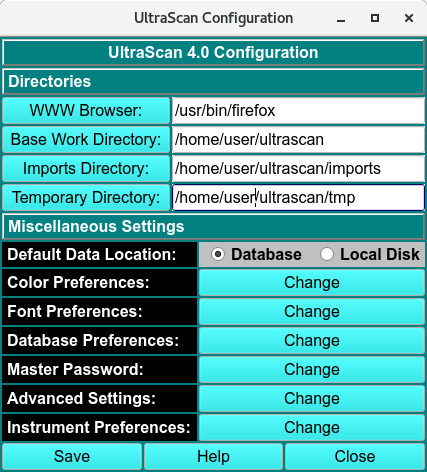 UltraScan Configuration
UltraScan 4.0 Configuration
Directories
WWW Browser: /usr/bin/firefox
Base Work Directory: /home/user/ultrascan
Imports Directory: /home/user/ultrascan/imports
Temporary Directory: /home/user/ultrascan/tmp
Miscellaneous Settings
Default Data Location: Database Local Disk
Color Preferences: Change
Font Preferences: Change
Database Preferences: Change
Master Password: Change
Advanced Settings: Change
Instrument Preferences: Change
Save Help Close